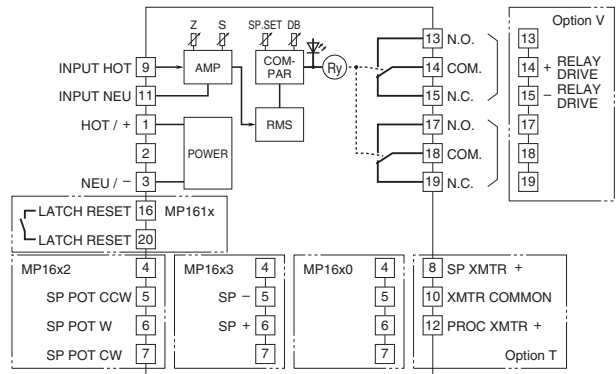 Z S SP.SET DB
INPUT HOT 9 AMP COM-
PAR Ry
INPUT NEU 11
RMS
HOT / + 1
POWER
2
NEU / − 3
13 N.O.
14 COM.
15 N.C.
17 N.O.
18 COM.
19 N.C.
Option V
13
14 + RELAY
DRIVE
15 − RELAY
DRIVE
17
18
19
LATCH RESET 16 MP161x
LATCH RESET 20
MP16x2 4
SP POT CCW 5
SP POT W 6
SP POT CW 7
MP16x3 4
SP − 5
SP + 6
7
MP16x0 4
5
6
7
8 SP XMTR +
10 XMTR COMMON
12 PROC XMTR +
Option T